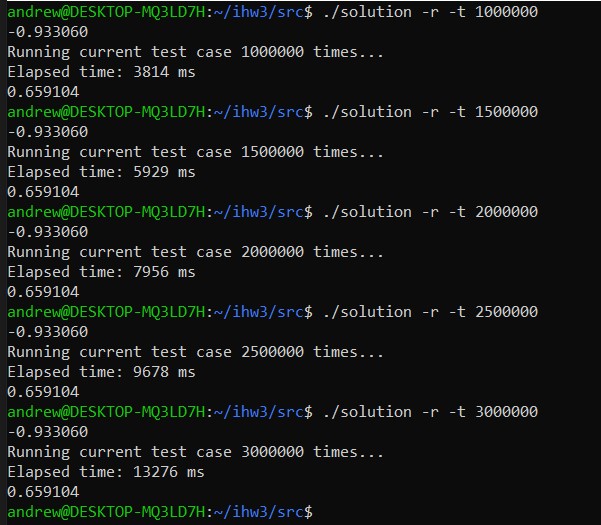 andrew@DESKTOP-MQ3LD7H:~/ihw3/src$ ./solution -r -t 1000000
-0.933060
Running current test case 1000000 times...
Elapsed time: 3814 ms
0.659104
andrew@DESKTOP-MQ3LD7H:~/ihw3/src$ ./solution -r -t 1500000
-0.933060
Running current test case 1500000 times...
Elapsed time: 5929 ms
0.659104
andrew@DESKTOP-MQ3LD7H:~/ihw3/src$ ./solution -r -t 2000000
-0.933060
Running current test case 2000000 times...
Elapsed time: 7956 ms
0.659104
andrew@DESKTOP-MQ3LD7H:~/ihw3/src$ ./solution -r -t 2500000
-0.933060
Running current test case 2500000 times...
Elapsed time: 9678 ms
0.659104
andrew@DESKTOP-MQ3LD7H:~/ihw3/src$ ./solution -r -t 3000000
-0.933060
Running current test case 3000000 times...
Elapsed time: 13276 ms
0.659104
andrew@DESKTOP-MQ3LD7H:~/ihw3/src$